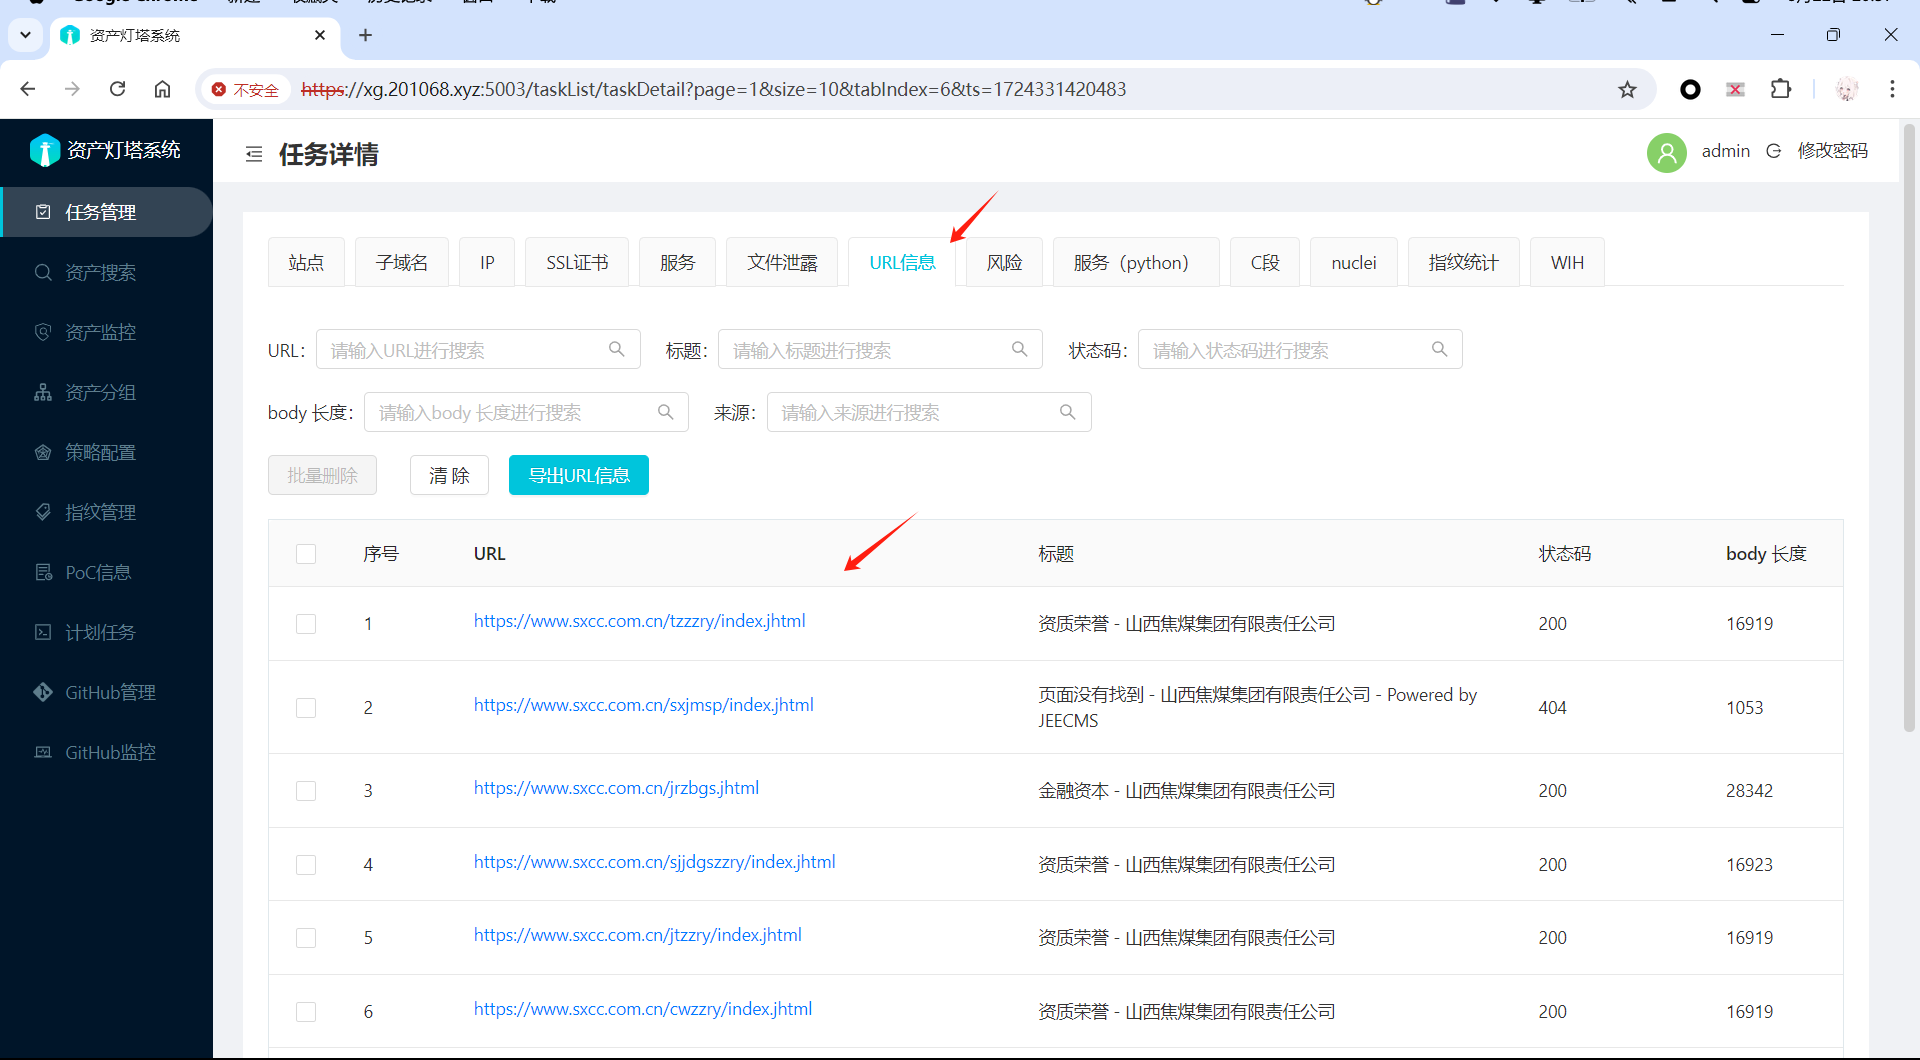 资产灯塔系统
不安全 https://xg.201068.xyz:5003/taskList/taskDetail?page=1&size=10&tabIndex=6&ts=1724331420483
资产灯塔系统
任务详情
admin 修改密码
任务管理
资产搜索
资产监控
资产分组
策略配置
指纹管理
PoC信息
计划任务
GitHub管理
GitHub监控
站点 子域名 IP SSL证书 服务 文件泄露 URL信息 风险 服务（python） C段 nuclei 指纹统计 WIH
URL: 请输入URL进行搜索 标题: 请输入标题进行搜索 状态码: 请输入状态码进行搜索
body 长度: 请输入body 长度进行搜索 来源: 请输入来源进行搜索
批量删除 清 除 导出URL信息
序号 URL 标题 状态码 body 长度
1 https://www.sxcc.com.cn/tzzzry/index.jhtml 资质荣誉 - 山西焦煤集团有限责任公司 200 16919
2 https://www.sxcc.com.cn/sxjmsp/index.jhtml 页面没有找到 - 山西焦煤集团有限责任公司 - Powered by JEECMS 404 1053
3 https://www.sxcc.com.cn/jrzbgs.jhtml 金融资本 - 山西焦煤集团有限责任公司 200 28342
4 https://www.sxcc.com.cn/sjjdgszzry/index.jhtml 资质荣誉 - 山西焦煤集团有限责任公司 200 16923
5 https://www.sxcc.com.cn/jtzzry/index.jhtml 资质荣誉 - 山西焦煤集团有限责任公司 200 16919
6 https://www.sxcc.com.cn/cwzzry/index.jhtml 资质荣誉 - 山西焦煤集团有限责任公司 200 16919